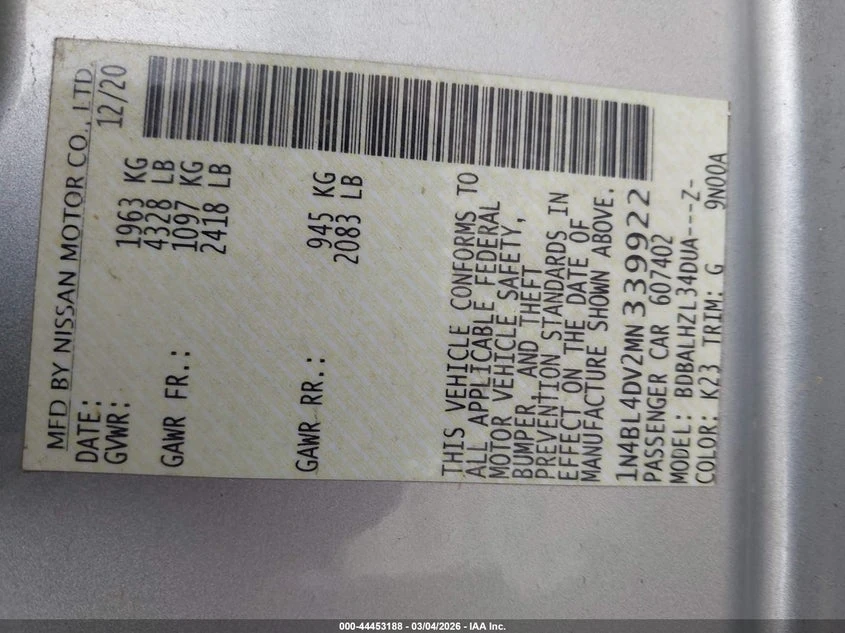 MFD BY NISSAN MOTOR CO., LTD.
DATE: 12/20
GVWR: 1963 KG
4328 LB
GAWR FR.: 1097 KG
2418 LB
GAWR RR.: 945 KG
2083 LB
THIS VEHICLE CONFORMS TO
ALL APPLICABLE FEDERAL
MOTOR VEHICLE SAFETY,
BUMPER AND THEFT
PREVENTION STANDARDS IN
EFFECT ON THE DATE OF
MANUFACTURE SHOWN ABOVE.
1N4BL4DV2MN339922
PASSENGER CAR 607402
MODEL: BDBALHZL34DUA---Z-
COLOR: K23 TRIM: G 9N00A
000-44453188 - 03/04/2026 - IAA Inc.